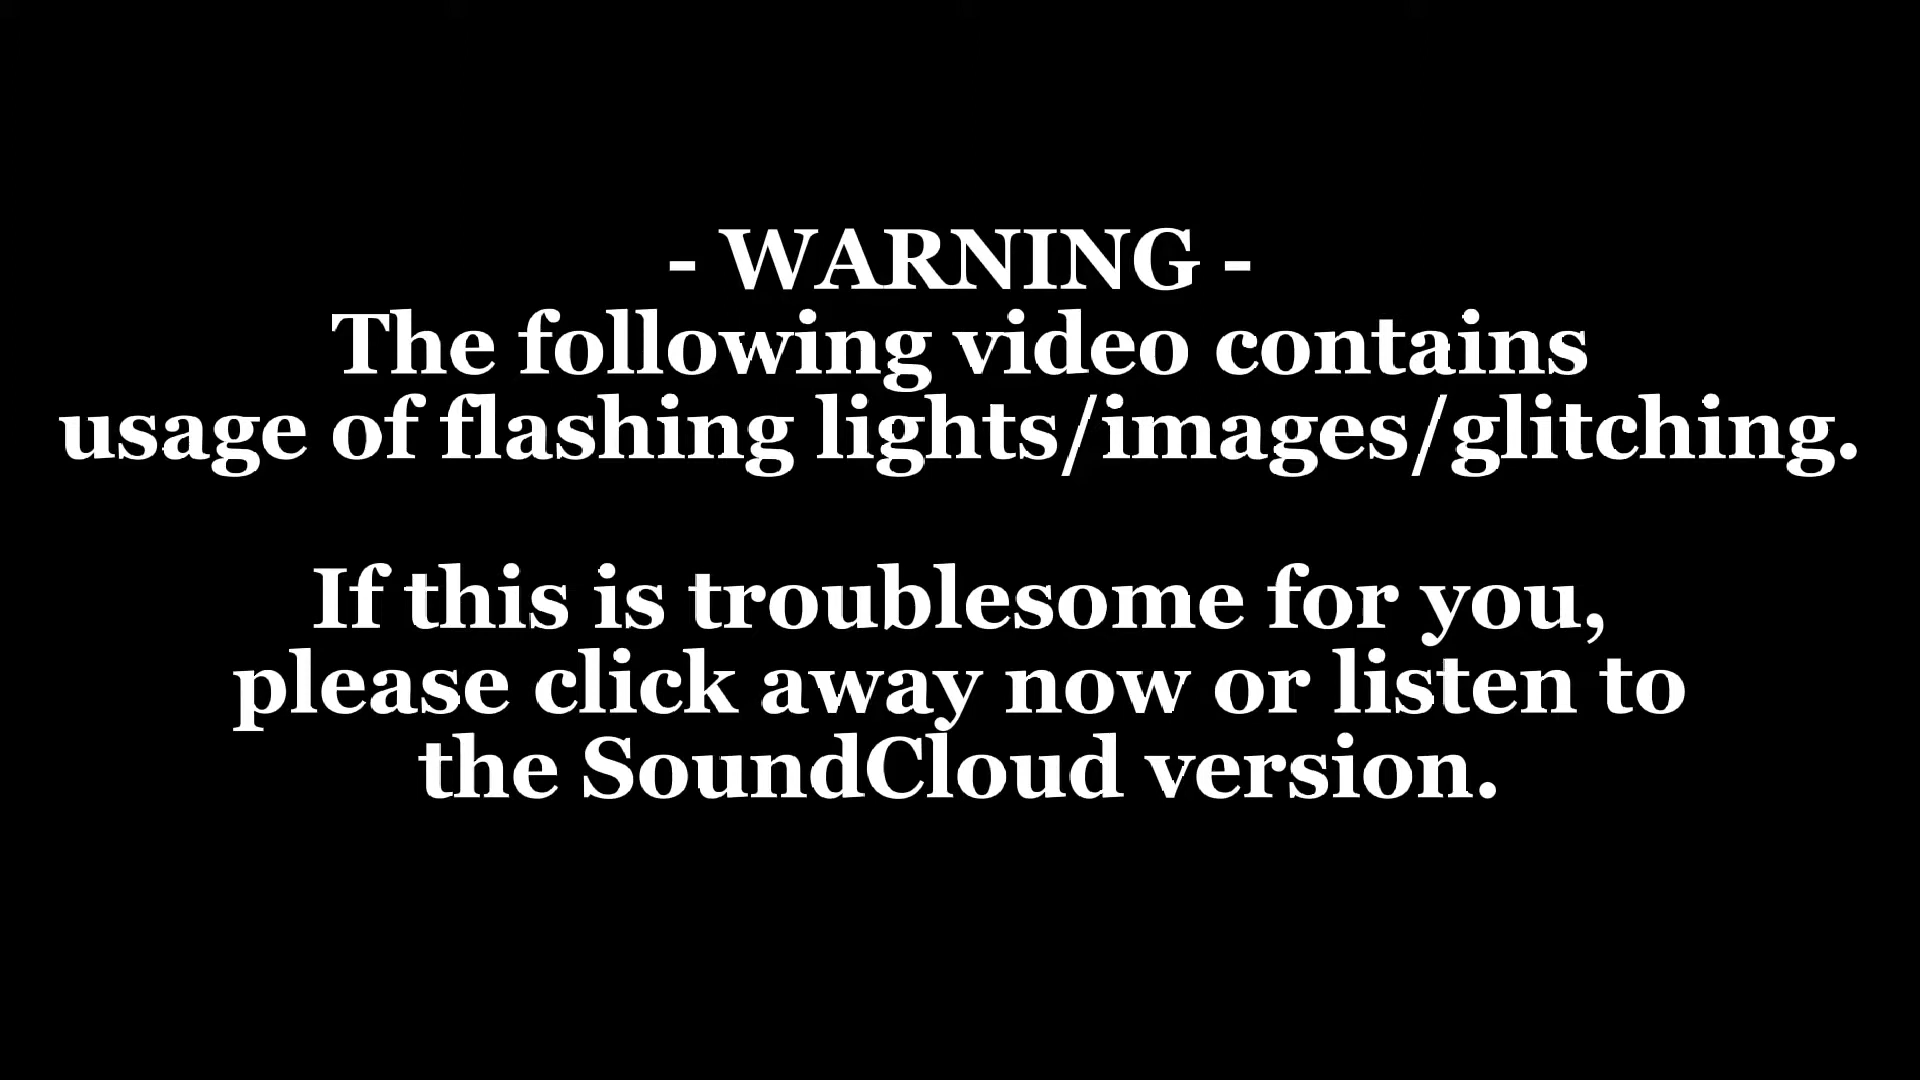 - WARNING -
The following video contains
usage of flashing lights/images/glitching.
If this is troublesome for you,
please click away now or listen to
the SoundCloud version.